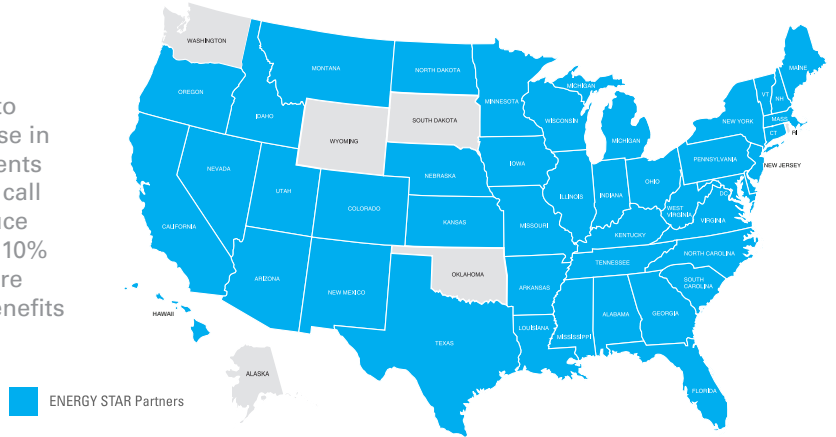 to
se in
ents
call
uce
10%
re
enefits
WASHINGTON
OREGON
CALIFORNIA
NEVADA
IDAHO
MONTANA
WYOMING
UTAH
ARIZONA
COLORADO
NEW MEXICO
NORTH DAKOTA
SOUTH DAKOTA
NEBRASKA
KANSAS
OKLAHOMA
TEXAS
MINNESOTA
IOWA
MISSOURI
ARKANSAS
LOUISIANA
WISCONSIN
ILLINOIS
MICHIGAN
MICHIGAN
INDIANA
OHIO
KENTUCKY
TENNESSEE
MISSISSIPPI
ALABAMA
GEORGIA
FLORIDA
SOUTH
CAROLINA
NORTH CAROLINA
VIRGINIA
WEST
VIRGINIA
DC
PENNSYLVANIA
NEW YORK
NEW JERSEY
CT
RI
MASS
VT
NH
MAINE
HAWAII
ALASKA
ENERGY STAR Partners